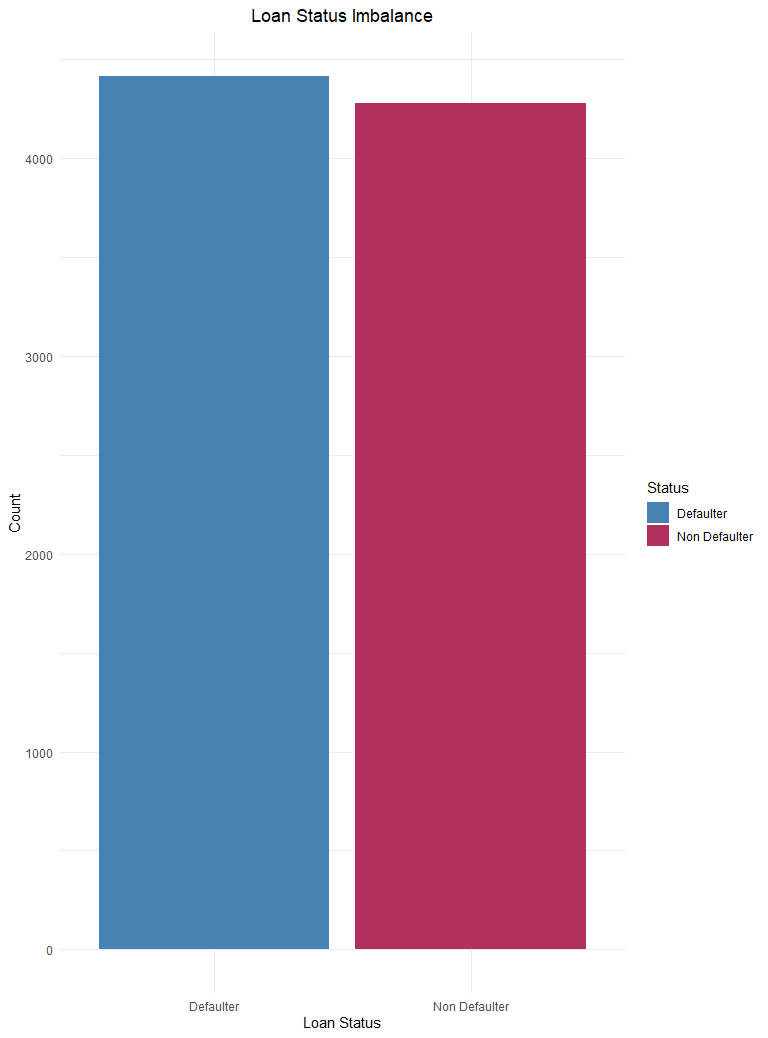 Loan Status Imbalance
4000
3000
2000
1000
0
Count
Defaulter
Non Defaulter
Loan Status
Status
Defaulter
Non Defaulter